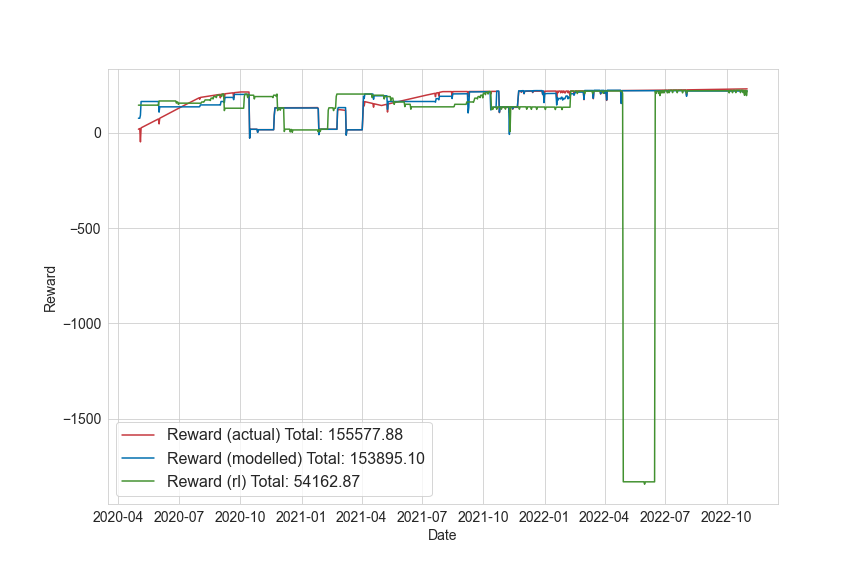 0
−500
−1000
−1500
Reward
Reward (actual) Total: 155577.88
Reward (modelled) Total: 153895.10
Reward (rl) Total: 54162.87
2020-04 2020-07 2020-10 2021-01 2021-04 2021-07 2021-10 2022-01 2022-04 2022-07 2022-10
Date